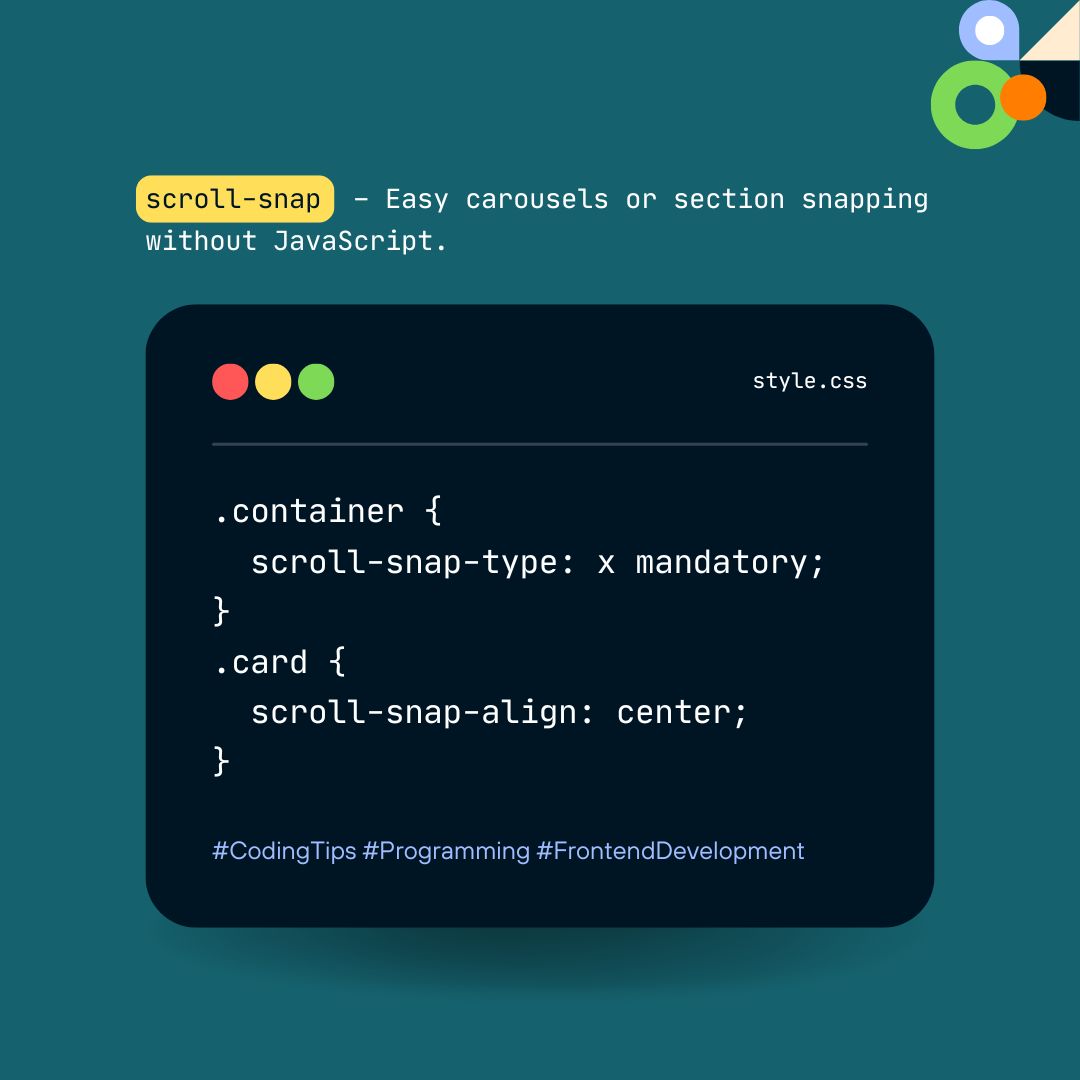 scroll-snap – Easy carousels or section snapping
without JavaScript.
style.css
.container {
  scroll-snap-type: x mandatory;
}
.card {
  scroll-snap-align: center;
}
#CodingTips #Programming #FrontendDevelopment